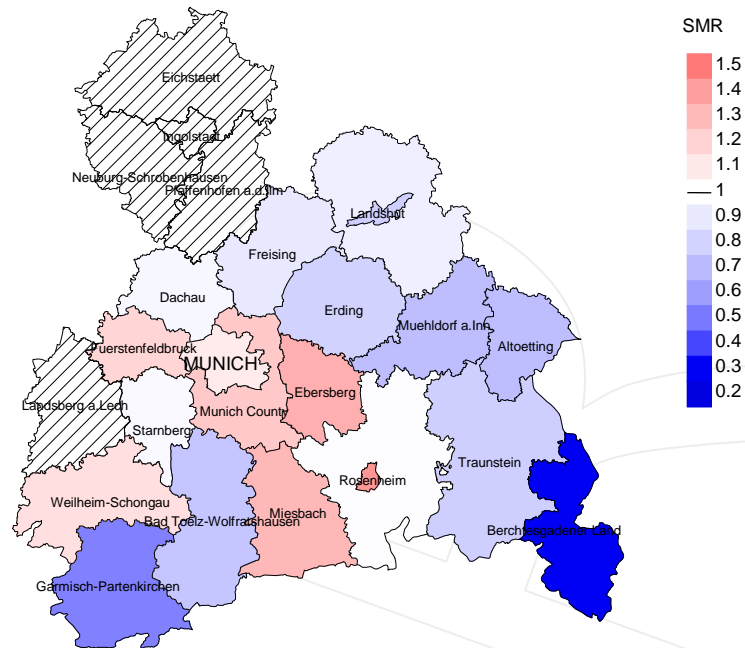 SMR
1.5
1.4
1.3
1.2
1.1
1
0.9
0.8
0.7
0.6
0.5
0.4
0.3
0.2
Eichstaett
Ingolstadt
Neuburg-Schrobenhausen
Pfaffenhofen a.d.Ilm
Landshut
Freising
Dachau
Erding
Muehldorf a.Inn
Altoetting
Fuerstenfeldbruck
MUNICH
Ebersberg
Landsberg a.Lech
Munich County
Starnberg
Traunstein
Rosenheim
Weilheim-Schongau
Miesbach
Bad Toelz-Wolfratshausen
Berchtesgadener Land
Garmisch-Partenkirchen